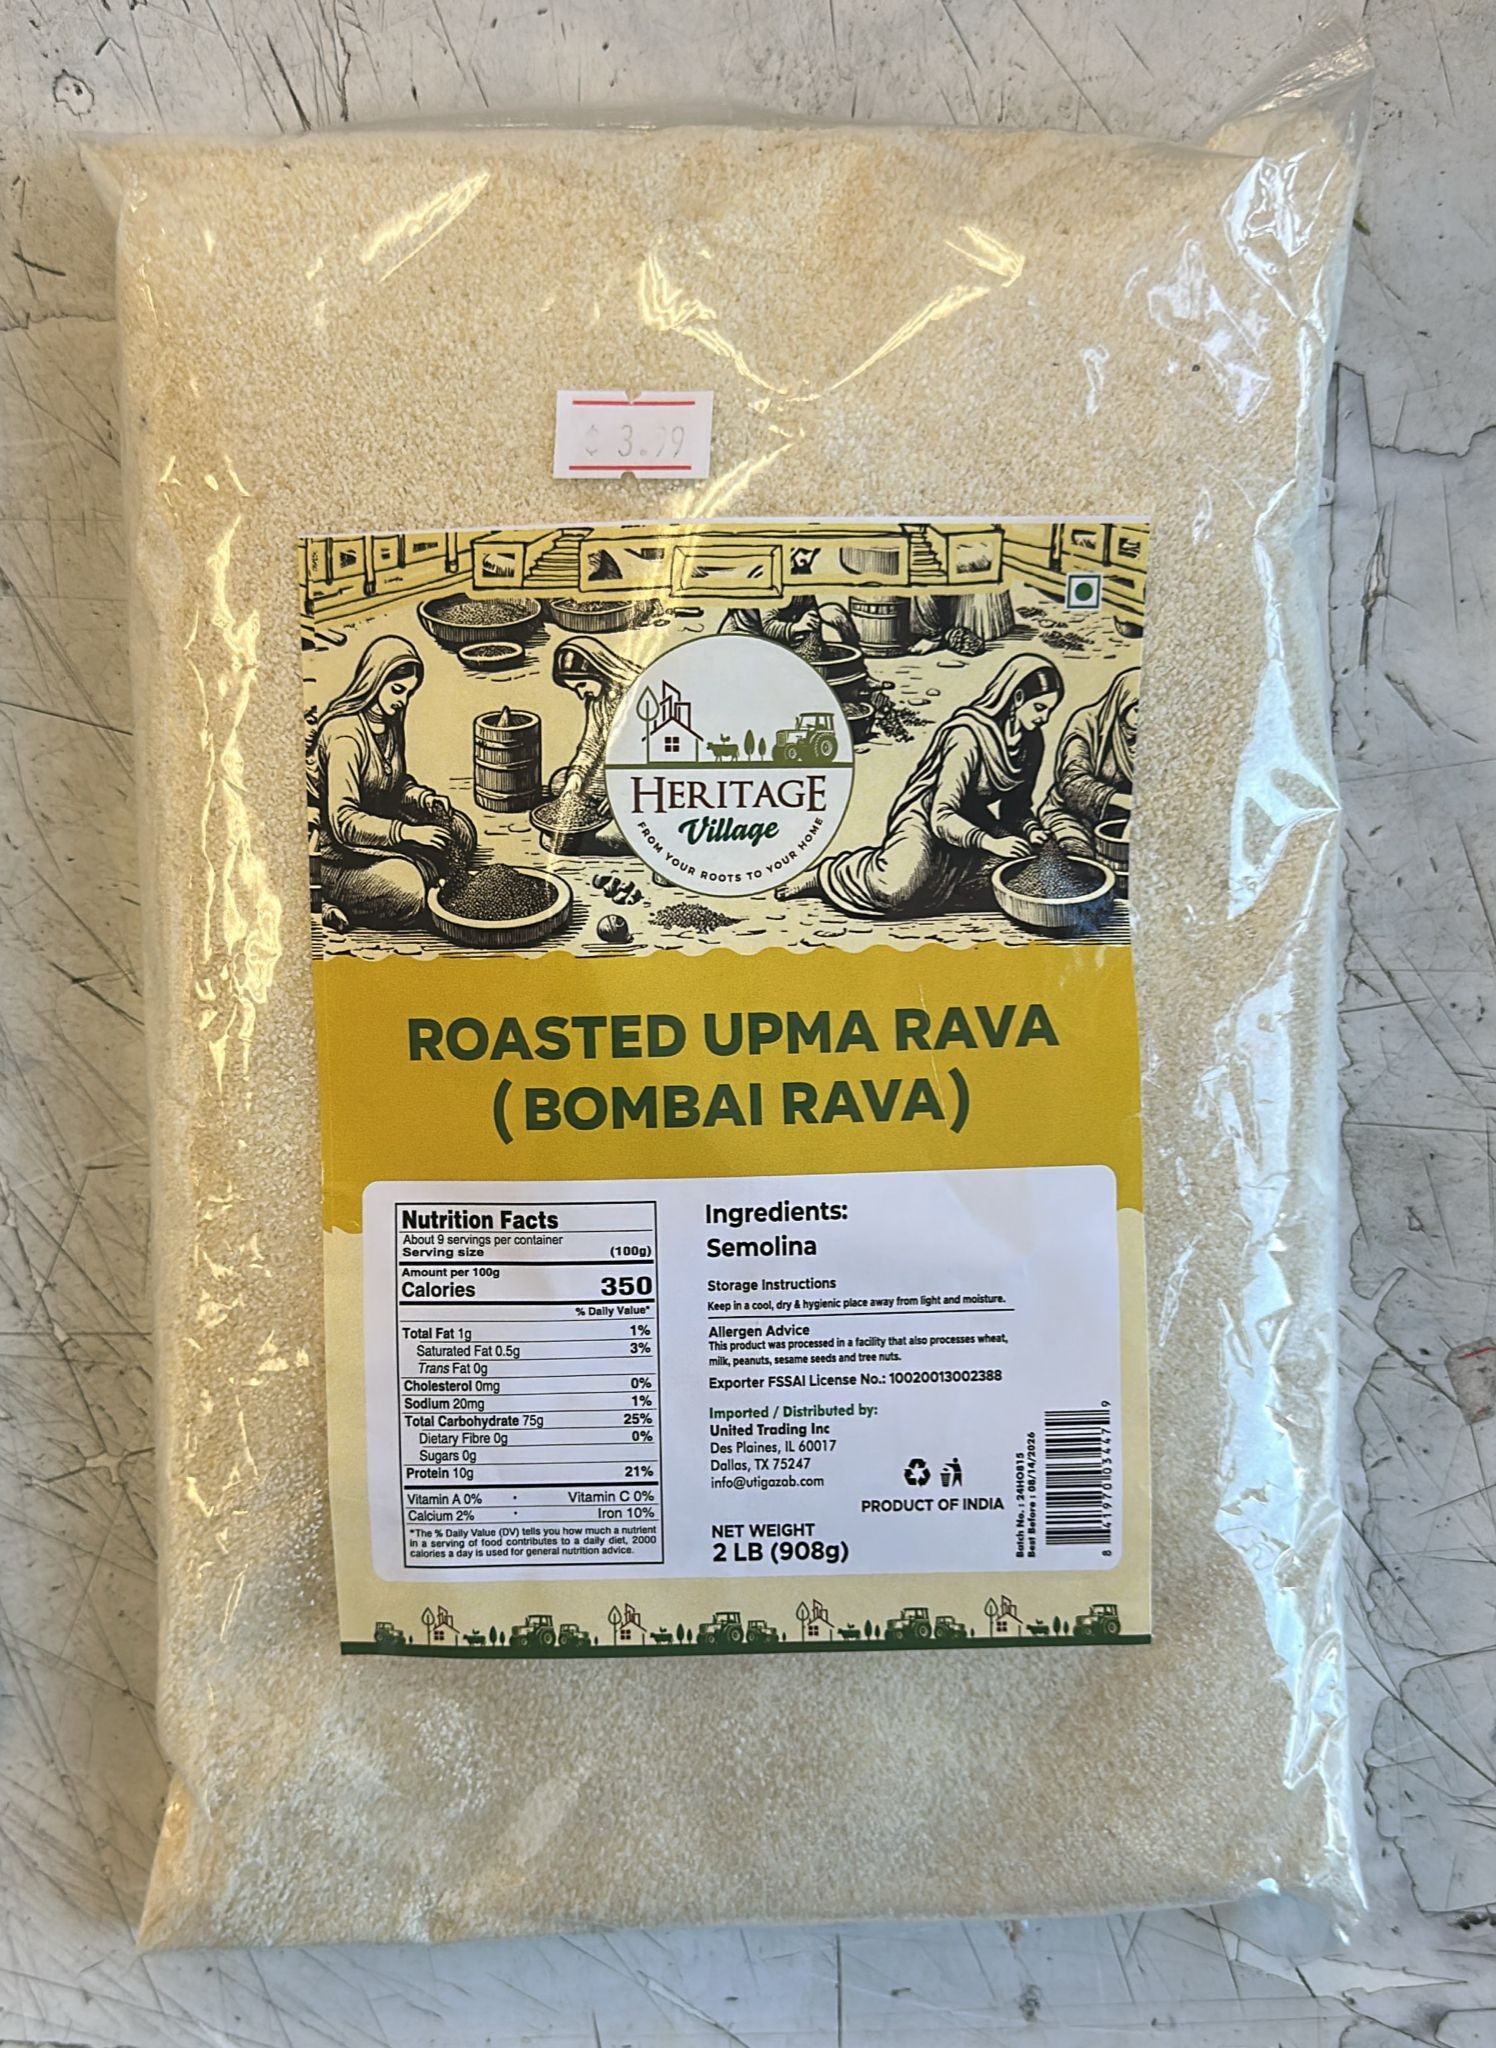 $ 3.99
HERITAGE
Village
FROM YOUR ROOTS TO YOUR HOME
ROASTED UPMA RAVA
(BOMBAI RAVA)
Nutrition Facts
About 9 servings per container
Serving size (100g)
Amount per 100g
Calories 350
% Daily Value*
Total Fat 1g 1%
Saturated Fat 0.5g 3%
Trans Fat 0g
Cholesterol 0mg 0%
Sodium 20mg 1%
Total Carbohydrate 75g 25%
Dietary Fibre 0g 0%
Sugars 0g
Protein 10g 21%
Vitamin A 0% • Vitamin C 0%
Calcium 2% • Iron 10%
*The % Daily Value (DV) tells you how much a nutrient
in a serving of food contributes to a daily diet, 2000
calories a day is used for general nutrition advice.
Ingredients:
Semolina
Storage Instructions
Keep in a cool, dry & hygienic place away from light and moisture.
Allergen Advice
This product was processed in a facility that also processes wheat,
milk, peanuts, sesame seeds and tree nuts.
Exporter FSSAI License No.: 10020013002388
Imported / Distributed by:
United Trading Inc
Des Plaines, IL 60017
Dallas, TX 75247
info@utigazab.com
PRODUCT OF INDIA
NET WEIGHT
2 LB (908g)
Batch No. : 24HO815
Best Before : 08/14/2026
8 41970 03447 9